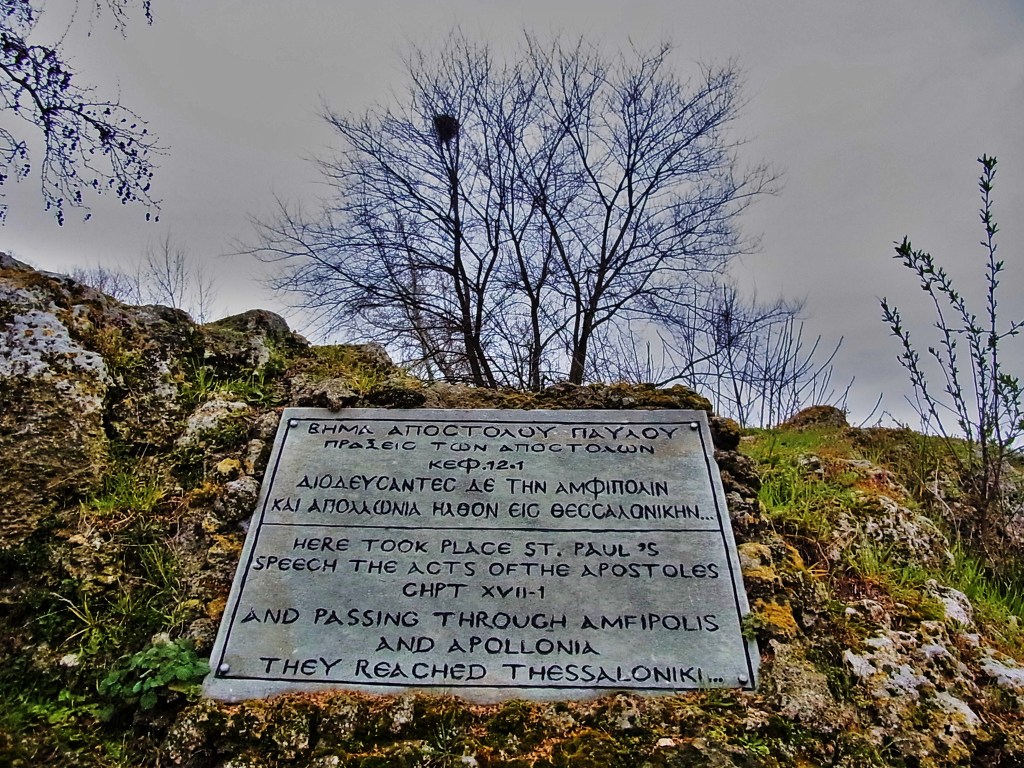 ΒΗΜΑ ΑΠΟΣΤΟΛΟΥ ΠΑΥΛΟΥ
ΠΡΑΞΕΙΣ ΤΩΝ ΑΠΟΣΤΟΛΩΝ
ΚΕΦ.12.1
ΔΙΟΔΕΥΣΑΝΤΕΣ ΔΕ ΤΗΝ ΑΜΦΙΠΟΛΙΝ
ΚΑΙ ΑΠΟΛΛΩΝΙΑ ΗΛΘΟΝ ΕΙΣ ΘΕΣΣΑΛΟΝΙΚΗΝ...
HERE TOOK PLACE ST. PAUL'S
SPEECH THE ACTS OFTHE APOSTOLES
CHPT XVII-1
AND PASSING THROUGH AMFIPOLIS
AND APOLLONIA
THEY REACHED THESSALONIKI...